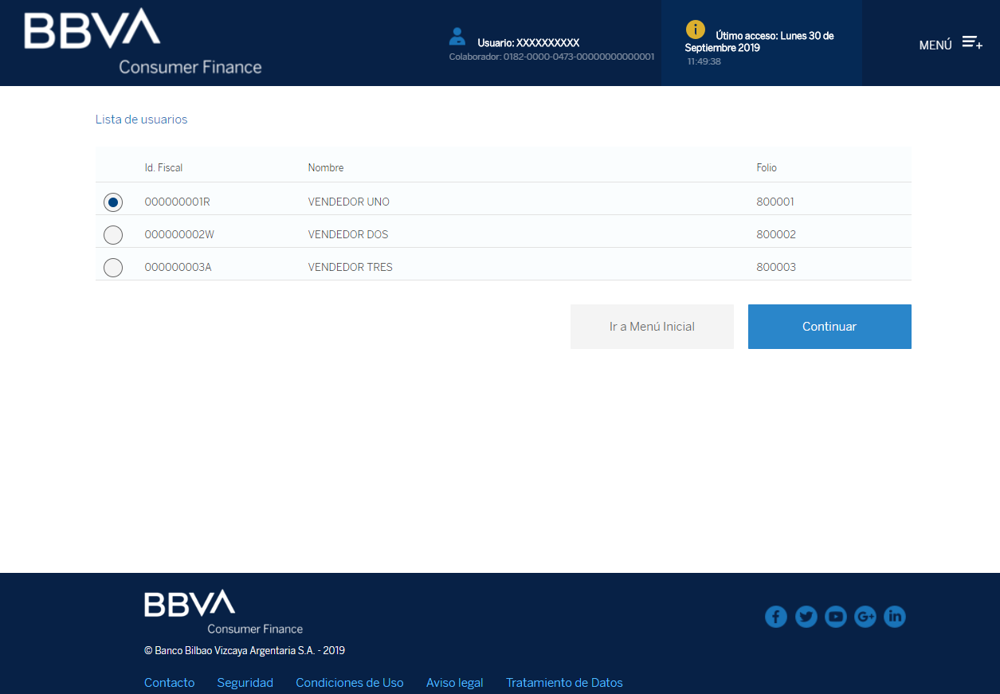 BBVA
Consumer Finance
Usuario: XXXXXXXXXX
Colaborador: 0182-0000-0473-00000000000001
i
Útimo acceso: Lunes 30 de
Septiembre 2019
11:49:38
MENÚ
Lista de usuarios
Id. Fiscal Nombre Folio
000000001R VENDEDOR UNO 800001
000000002W VENDEDOR DOS 800002
000000003A VENDEDOR TRES 800003
Ir a Menú Inicial Continuar
BBVA
Consumer Finance
© Banco Bilbao Vizcaya Argentaria S.A. - 2019
Contacto Seguridad Condiciones de Uso Aviso legal Tratamiento de Datos